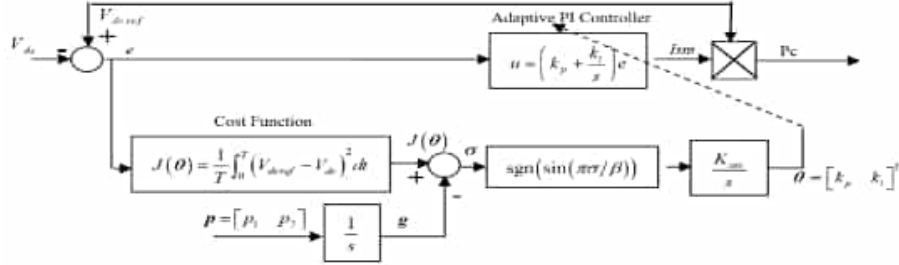 V_dc ref
Adaptive PI Controller
V_dc
-
+
e
u = ( k_p + k_i / s ) e
Ism
Pc
Cost Function
J(θ) = 1/T ∫_0^T (V_dcref − V_dc)^2 dt
J(θ)
+
-
σ
sgn(sin(πσ/β))
K_sm / s
θ = [k_p k_i]^T
p = [p_1 p_2]
1 / s
g